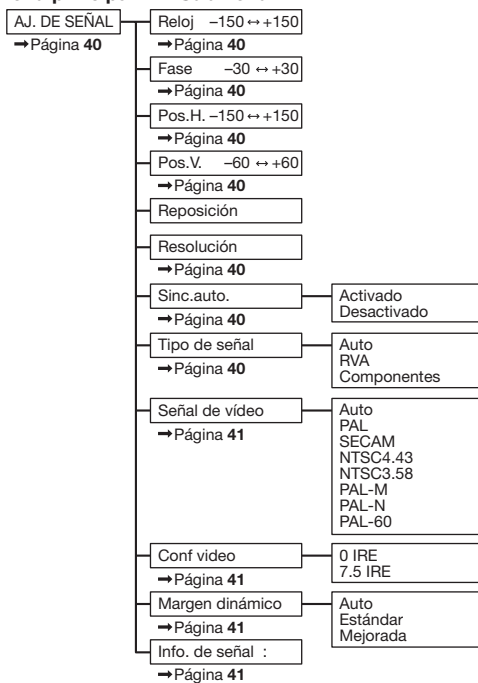 AJ. DE SEÑAL
➞Página 40
Reloj –150 ↔ +150
➞Página 40
Fase –30 ↔ +30
➞Página 40
Pos.H. –150 ↔ +150
➞Página 40
Pos.V. –60 ↔ +60
➞Página 40
Reposición
Resolución
➞Página 40
Sinc.auto.
➞Página 40
Activado
Desactivado
Tipo de señal
➞Página 40
Auto
RVA
Componentes
Señal de vídeo
➞Página 41
Auto
PAL
SECAM
NTSC4.43
NTSC3.58
PAL-M
PAL-N
PAL-60
Conf video
➞Página 41
0 IRE
7.5 IRE
Margen dinámico
➞Página 41
Auto
Estándar
Mejorada
Info. de señal :
➞Página 41